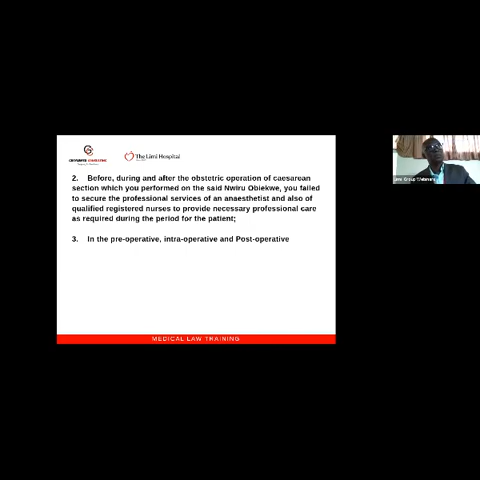 The Limi Hospital
2. Before, during and after the obstetric operation of caesarean
section which you performed on the said Nwiru Obiekwe, you failed
to secure the professional services of an anaesthetist and also of
qualified registered nurses to provide necessary professional care
as required during the period for the patient;
3. In the pre-operative, intra-operative and Post-operative
MEDICAL LAW TRAINING